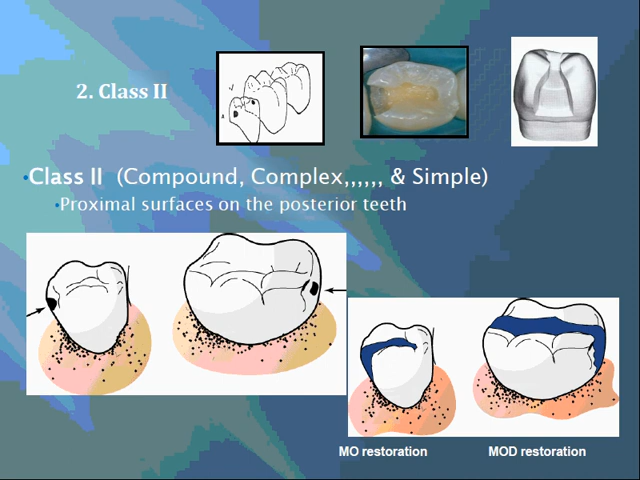 2. Class II
•Class II (Compound, Complex,,,,,, & Simple)
•Proximal surfaces on the posterior teeth
MO restoration
MOD restoration